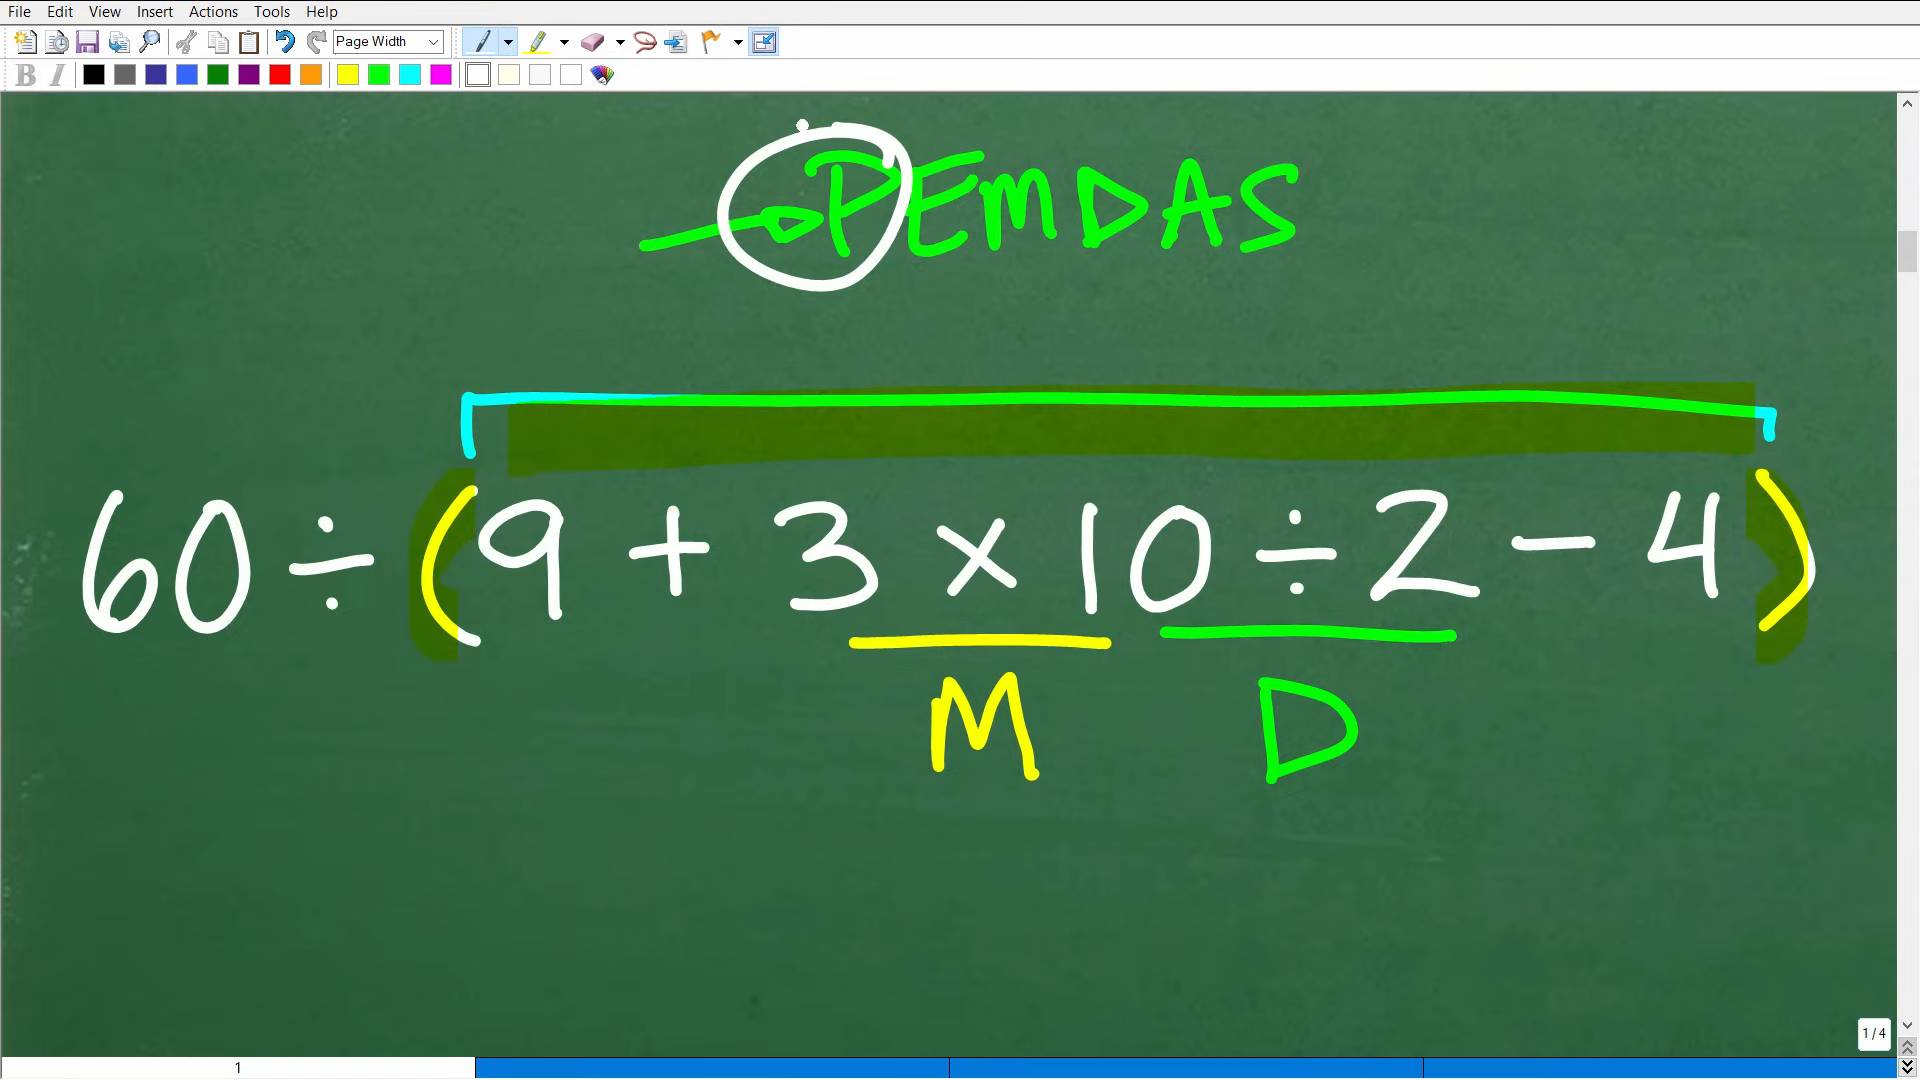 File Edit View Insert Actions Tools Help
Page Width
B I
PEMDAS
60 ÷ (9 + 3 × 10 ÷ 2 − 4)
M D
1 / 4
1